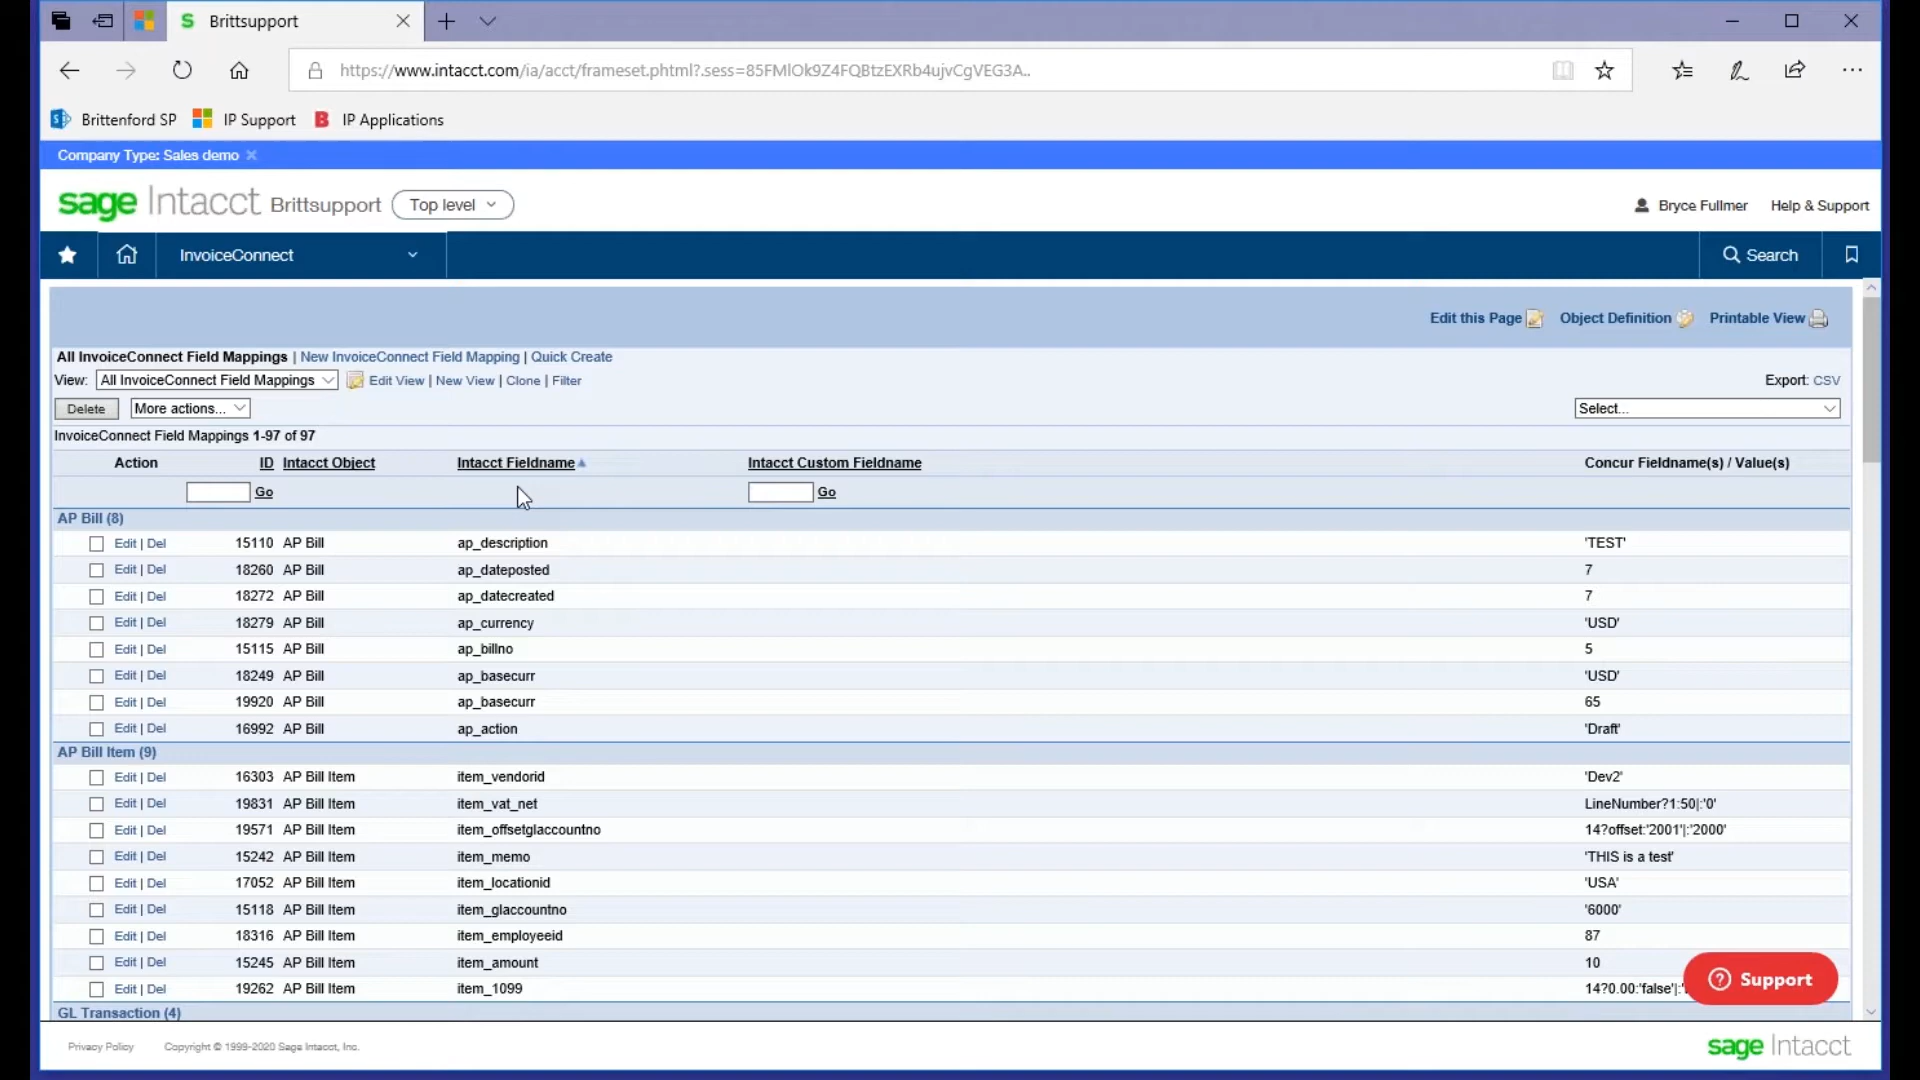 Brittsupport
https://www.intacct.com/ia/acct/frameset.phtml?.sess=85FMlOk9Z4FQBtzEXRb4ujvCgVEG3A..
Brittenford SP IP Support IP Applications
Company Type: Sales demo
sage Intacct Brittsupport Top level Bryce Fullmer Help & Support
InvoiceConnect Search
Edit this Page Object Definition Printable View
All InvoiceConnect Field Mappings | New InvoiceConnect Field Mapping | Quick Create
View: All InvoiceConnect Field Mappings Edit View | New View | Clone | Filter Export: CSV
Delete More actions... Select...
InvoiceConnect Field Mappings 1-97 of 97
Action ID Intacct Object Intacct Fieldname Intacct Custom Fieldname Concur Fieldname(s) / Value(s)
Go Go
AP Bill (8)
Edit | Del 15110 AP Bill ap_description 'TEST'
Edit | Del 18260 AP Bill ap_dateposted 7
Edit | Del 18272 AP Bill ap_datecreated 7
Edit | Del 18279 AP Bill ap_currency 'USD'
Edit | Del 15115 AP Bill ap_billno 5
Edit | Del 18249 AP Bill ap_basecurr 'USD'
Edit | Del 19920 AP Bill ap_basecurr 65
Edit | Del 16992 AP Bill ap_action 'Draft'
AP Bill Item (9)
Edit | Del 16303 AP Bill Item item_vendorid 'Dev2'
Edit | Del 19831 AP Bill Item item_vat_net LineNumber?1:50|:'0'
Edit | Del 19571 AP Bill Item item_offsetglaccountno 14?offset:'2001'|:'2000'
Edit | Del 15242 AP Bill Item item_memo 'THIS is a test'
Edit | Del 17052 AP Bill Item item_locationid 'USA'
Edit | Del 15118 AP Bill Item item_glaccountno '6000'
Edit | Del 18316 AP Bill Item item_employeeid 87
Edit | Del 15245 AP Bill Item item_amount 10
Edit | Del 19262 AP Bill Item item_1099 14?0.00:'false'|:'
Support
GL Transaction (4)
Privacy Policy Copyright © 1999-2020 Sage Intacct, Inc. sage Intacct